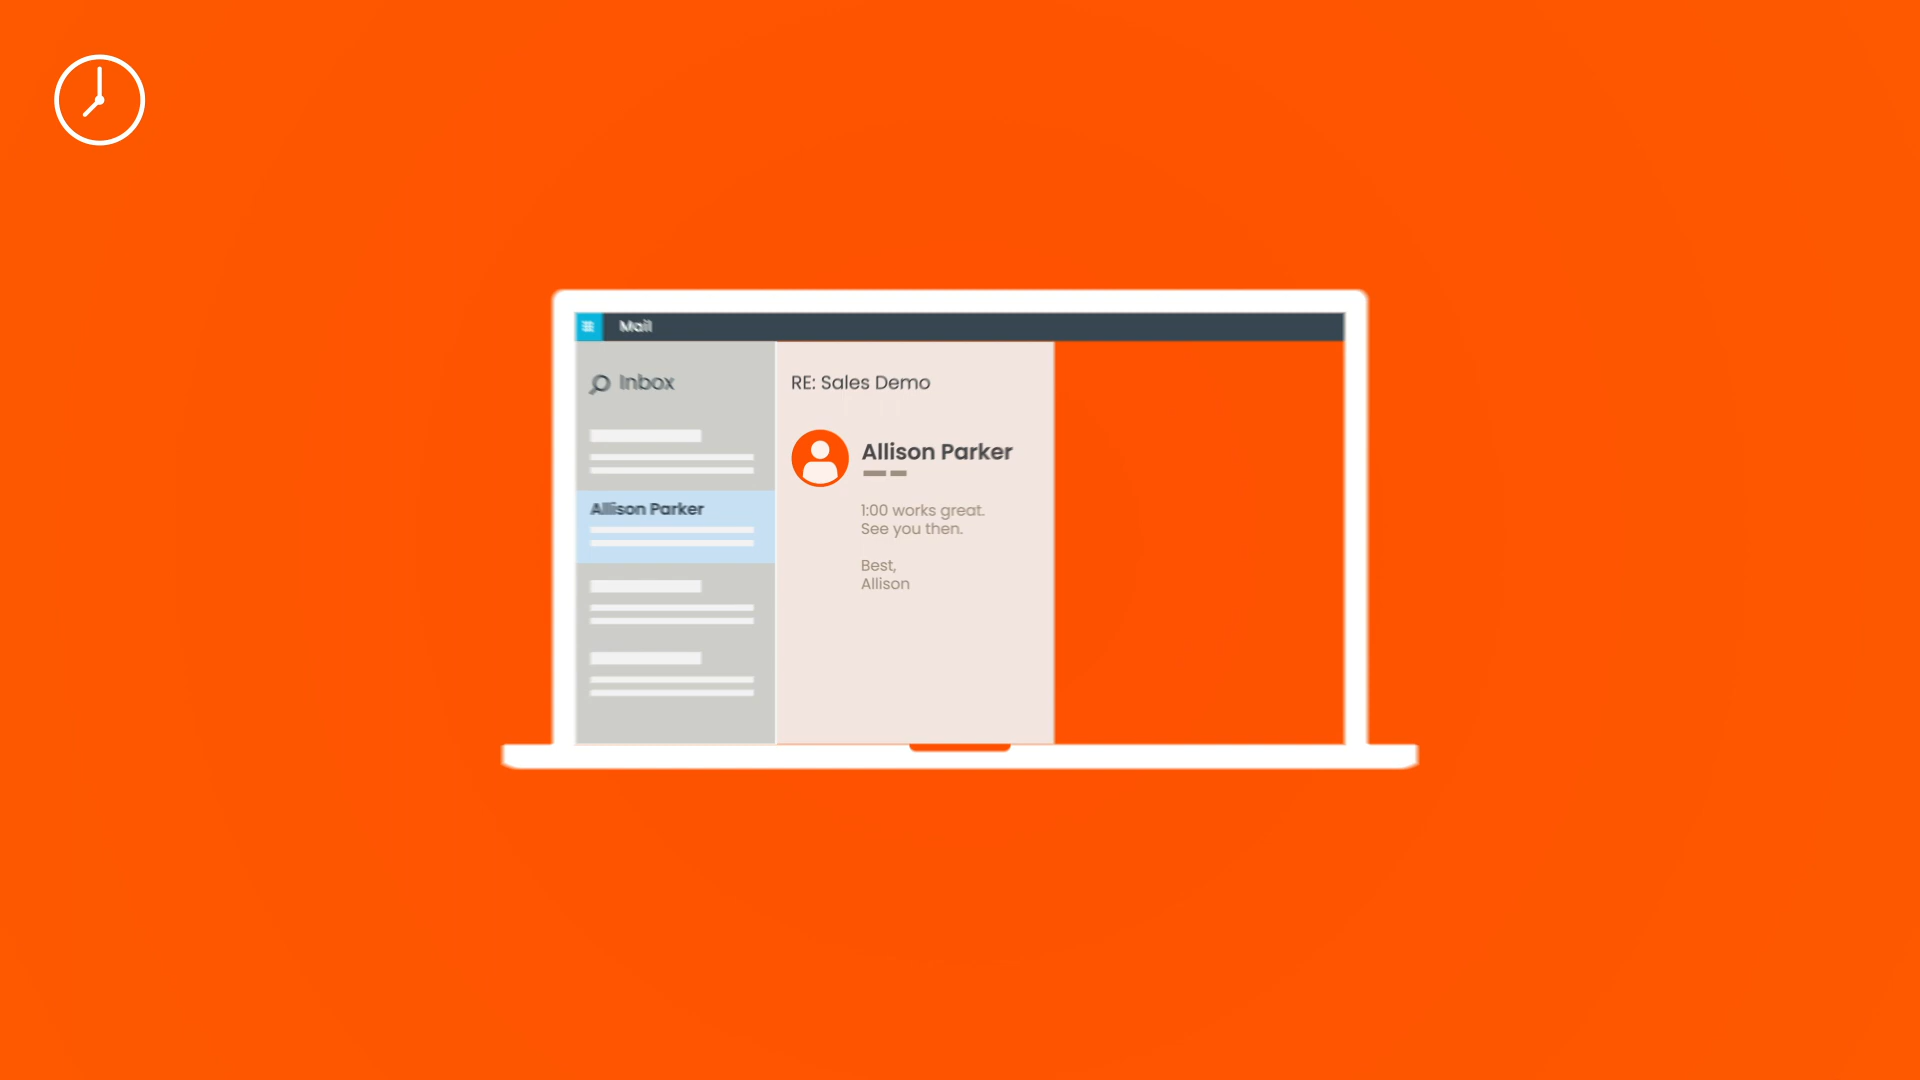 Mail
Inbox
Allison Parker
RE: Sales Demo
Allison Parker
1:00 works great.
See you then.
Best,
Allison